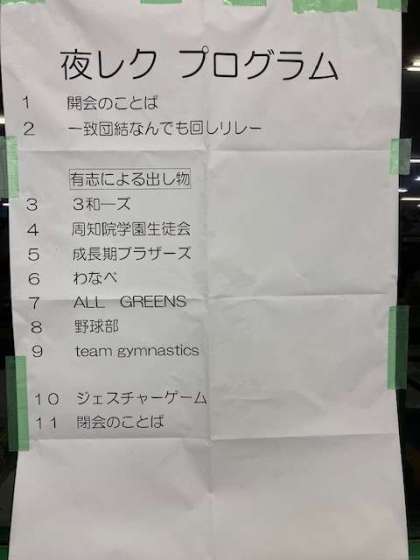 夜レク プログラム
1 開会のことば
2 一致団結なんでも回しリレー
有志による出し物
3 3和一ズ
4 周知院学園生徒会
5 成長期ブラザーズ
6 わなべ
7 ALL GREENS
8 野球部
9 team gymnastics
10 ジェスチャーゲーム
11 閉会のことば